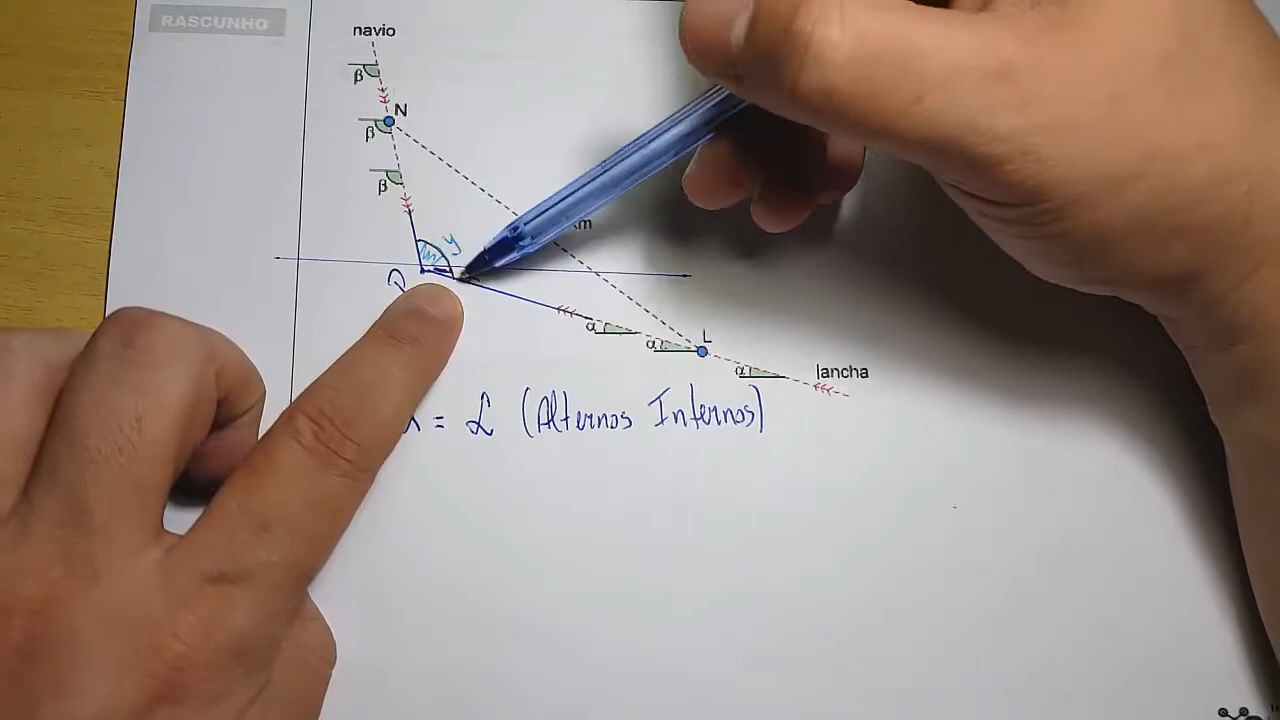 RASCUNHO
navio
β
N
β
β
y
m
α
L
α
α
lancha
= α (Alternos Internos)